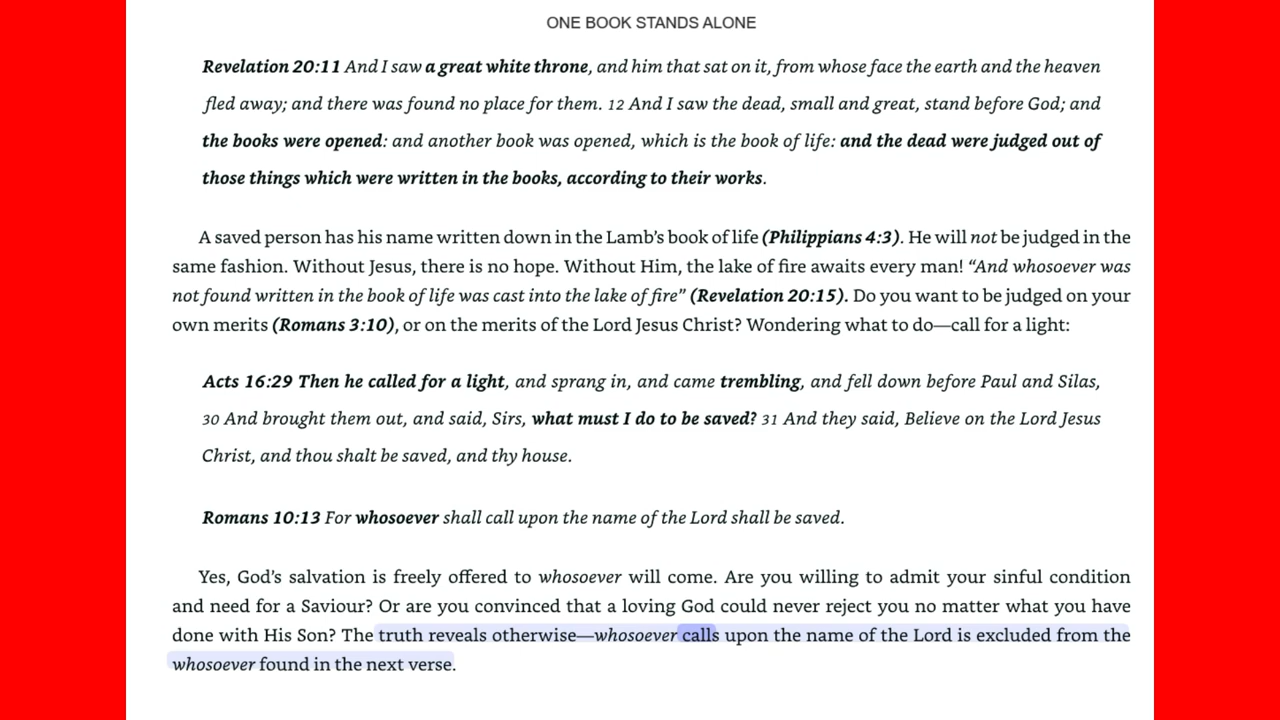 ONE BOOK STANDS ALONE
Revelation 20:11 And I saw a great white throne, and him that sat on it, from whose face the earth and the heaven
fled away; and there was found no place for them. 12 And I saw the dead, small and great, stand before God; and
the books were opened: and another book was opened, which is the book of life: and the dead were judged out of
those things which were written in the books, according to their works.
A saved person has his name written down in the Lamb’s book of life (Philippians 4:3). He will not be judged in the
same fashion. Without Jesus, there is no hope. Without Him, the lake of fire awaits every man! “And whosoever was
not found written in the book of life was cast into the lake of fire” (Revelation 20:15). Do you want to be judged on your
own merits (Romans 3:10), or on the merits of the Lord Jesus Christ? Wondering what to do—call for a light:
Acts 16:29 Then he called for a light, and sprang in, and came trembling, and fell down before Paul and Silas,
30 And brought them out, and said, Sirs, what must I do to be saved? 31 And they said, Believe on the Lord Jesus
Christ, and thou shalt be saved, and thy house.
Romans 10:13 For whosoever shall call upon the name of the Lord shall be saved.
Yes, God’s salvation is freely offered to whosoever will come. Are you willing to admit your sinful condition
and need for a Saviour? Or are you convinced that a loving God could never reject you no matter what you have
done with His Son? The truth reveals otherwise—whosoever calls upon the name of the Lord is excluded from the
whosoever found in the next verse.